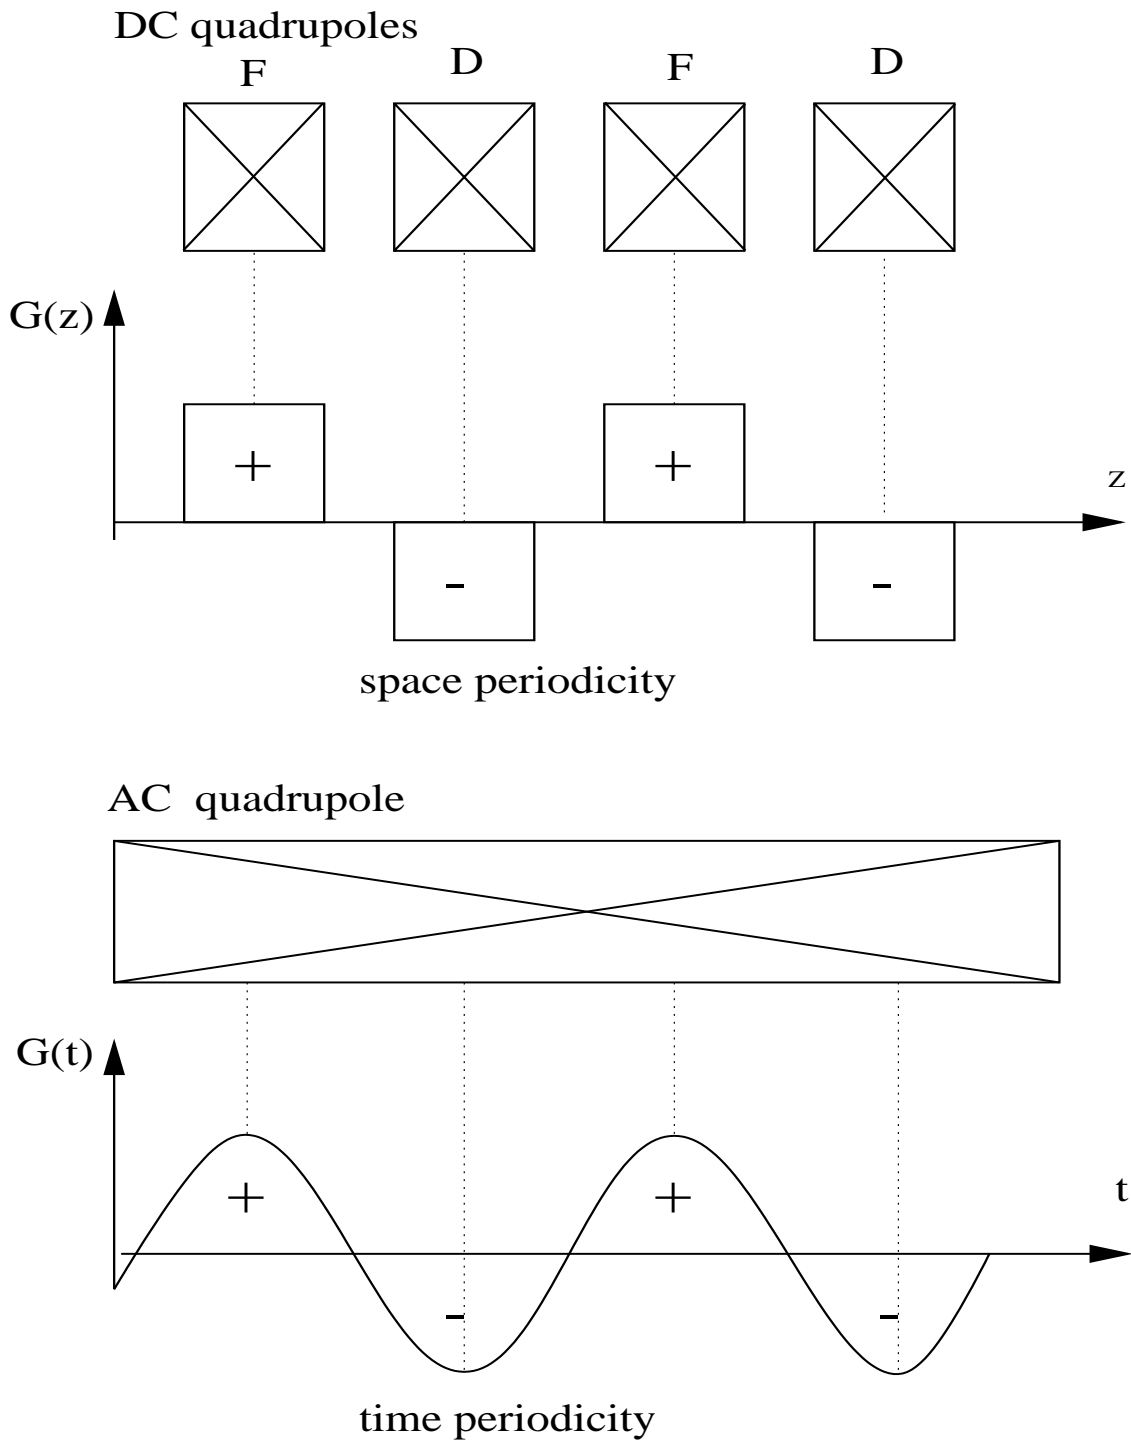 DC quadrupoles
F D F D
G(z)
+ +
z
- -
space periodicity
AC quadrupole
G(t)
+ +
t
- -
time periodicity